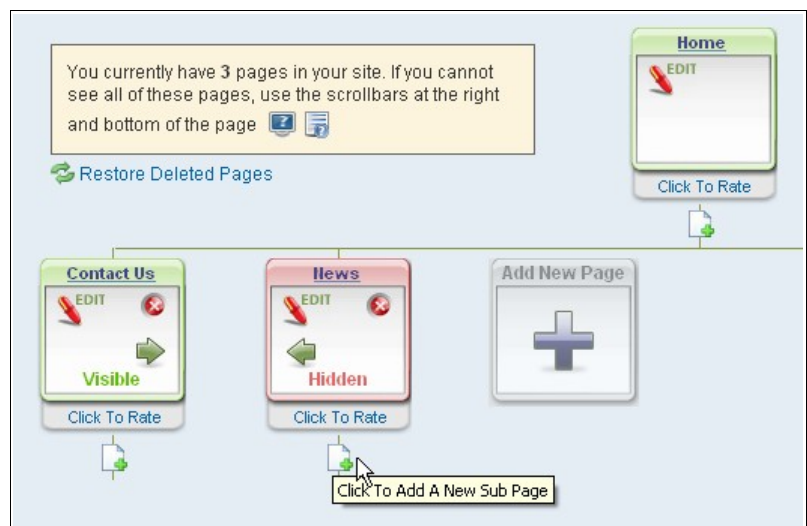 Home
EDIT
You currently have 3 pages in your site. If you cannot
see all of these pages, use the scrollbars at the right
and bottom of the page
Restore Deleted Pages
Click To Rate
Contact Us
EDIT
Visible
Click To Rate
News
EDIT
Hidden
Click To Rate
Add New Page
Click To Add A New Sub Page